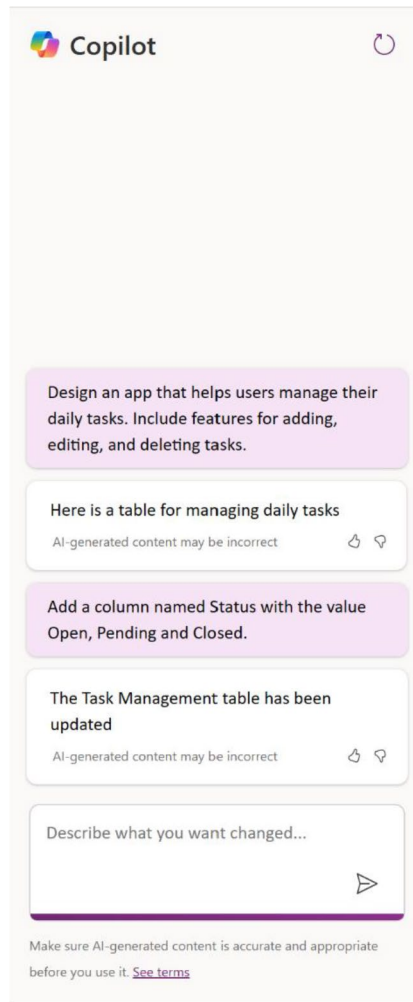 Copilot
Design an app that helps users manage their
daily tasks. Include features for adding,
editing, and deleting tasks.
Here is a table for managing daily tasks
AI-generated content may be incorrect
Add a column named Status with the value
Open, Pending and Closed.
The Task Management table has been
updated
AI-generated content may be incorrect
Describe what you want changed...
Make sure AI-generated content is accurate and appropriate
before you use it. See terms